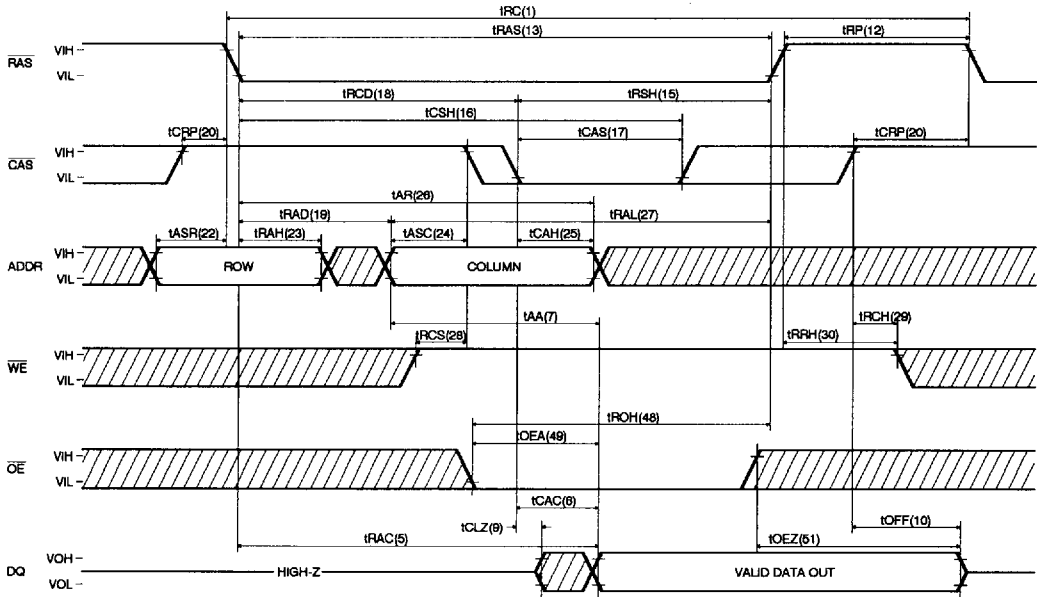 tRC(1)
tRAS(13) tRP(12)
RAS VIH VIL
tRCD(18) tRSH(15)
tCSH(16)
tCRP(20) tCAS(17) tCRP(20)
CAS VIH VIL
tAR(26)
tRAD(19) tRAL(27)
tASR(22) tRAH(23) tASC(24) tCAH(25)
ADDR VIH VIL ROW COLUMN
tAA(7)
tRCS(28) tRCH(29)
tRRH(30)
WE VIH VIL
tROH(48)
tOEA(49)
OE VIH VIL
tCAC(6)
tCLZ(9) tOFF(10)
tRAC(5) tOEZ(51)
DQ VOH VOL HIGH-Z VALID DATA OUT